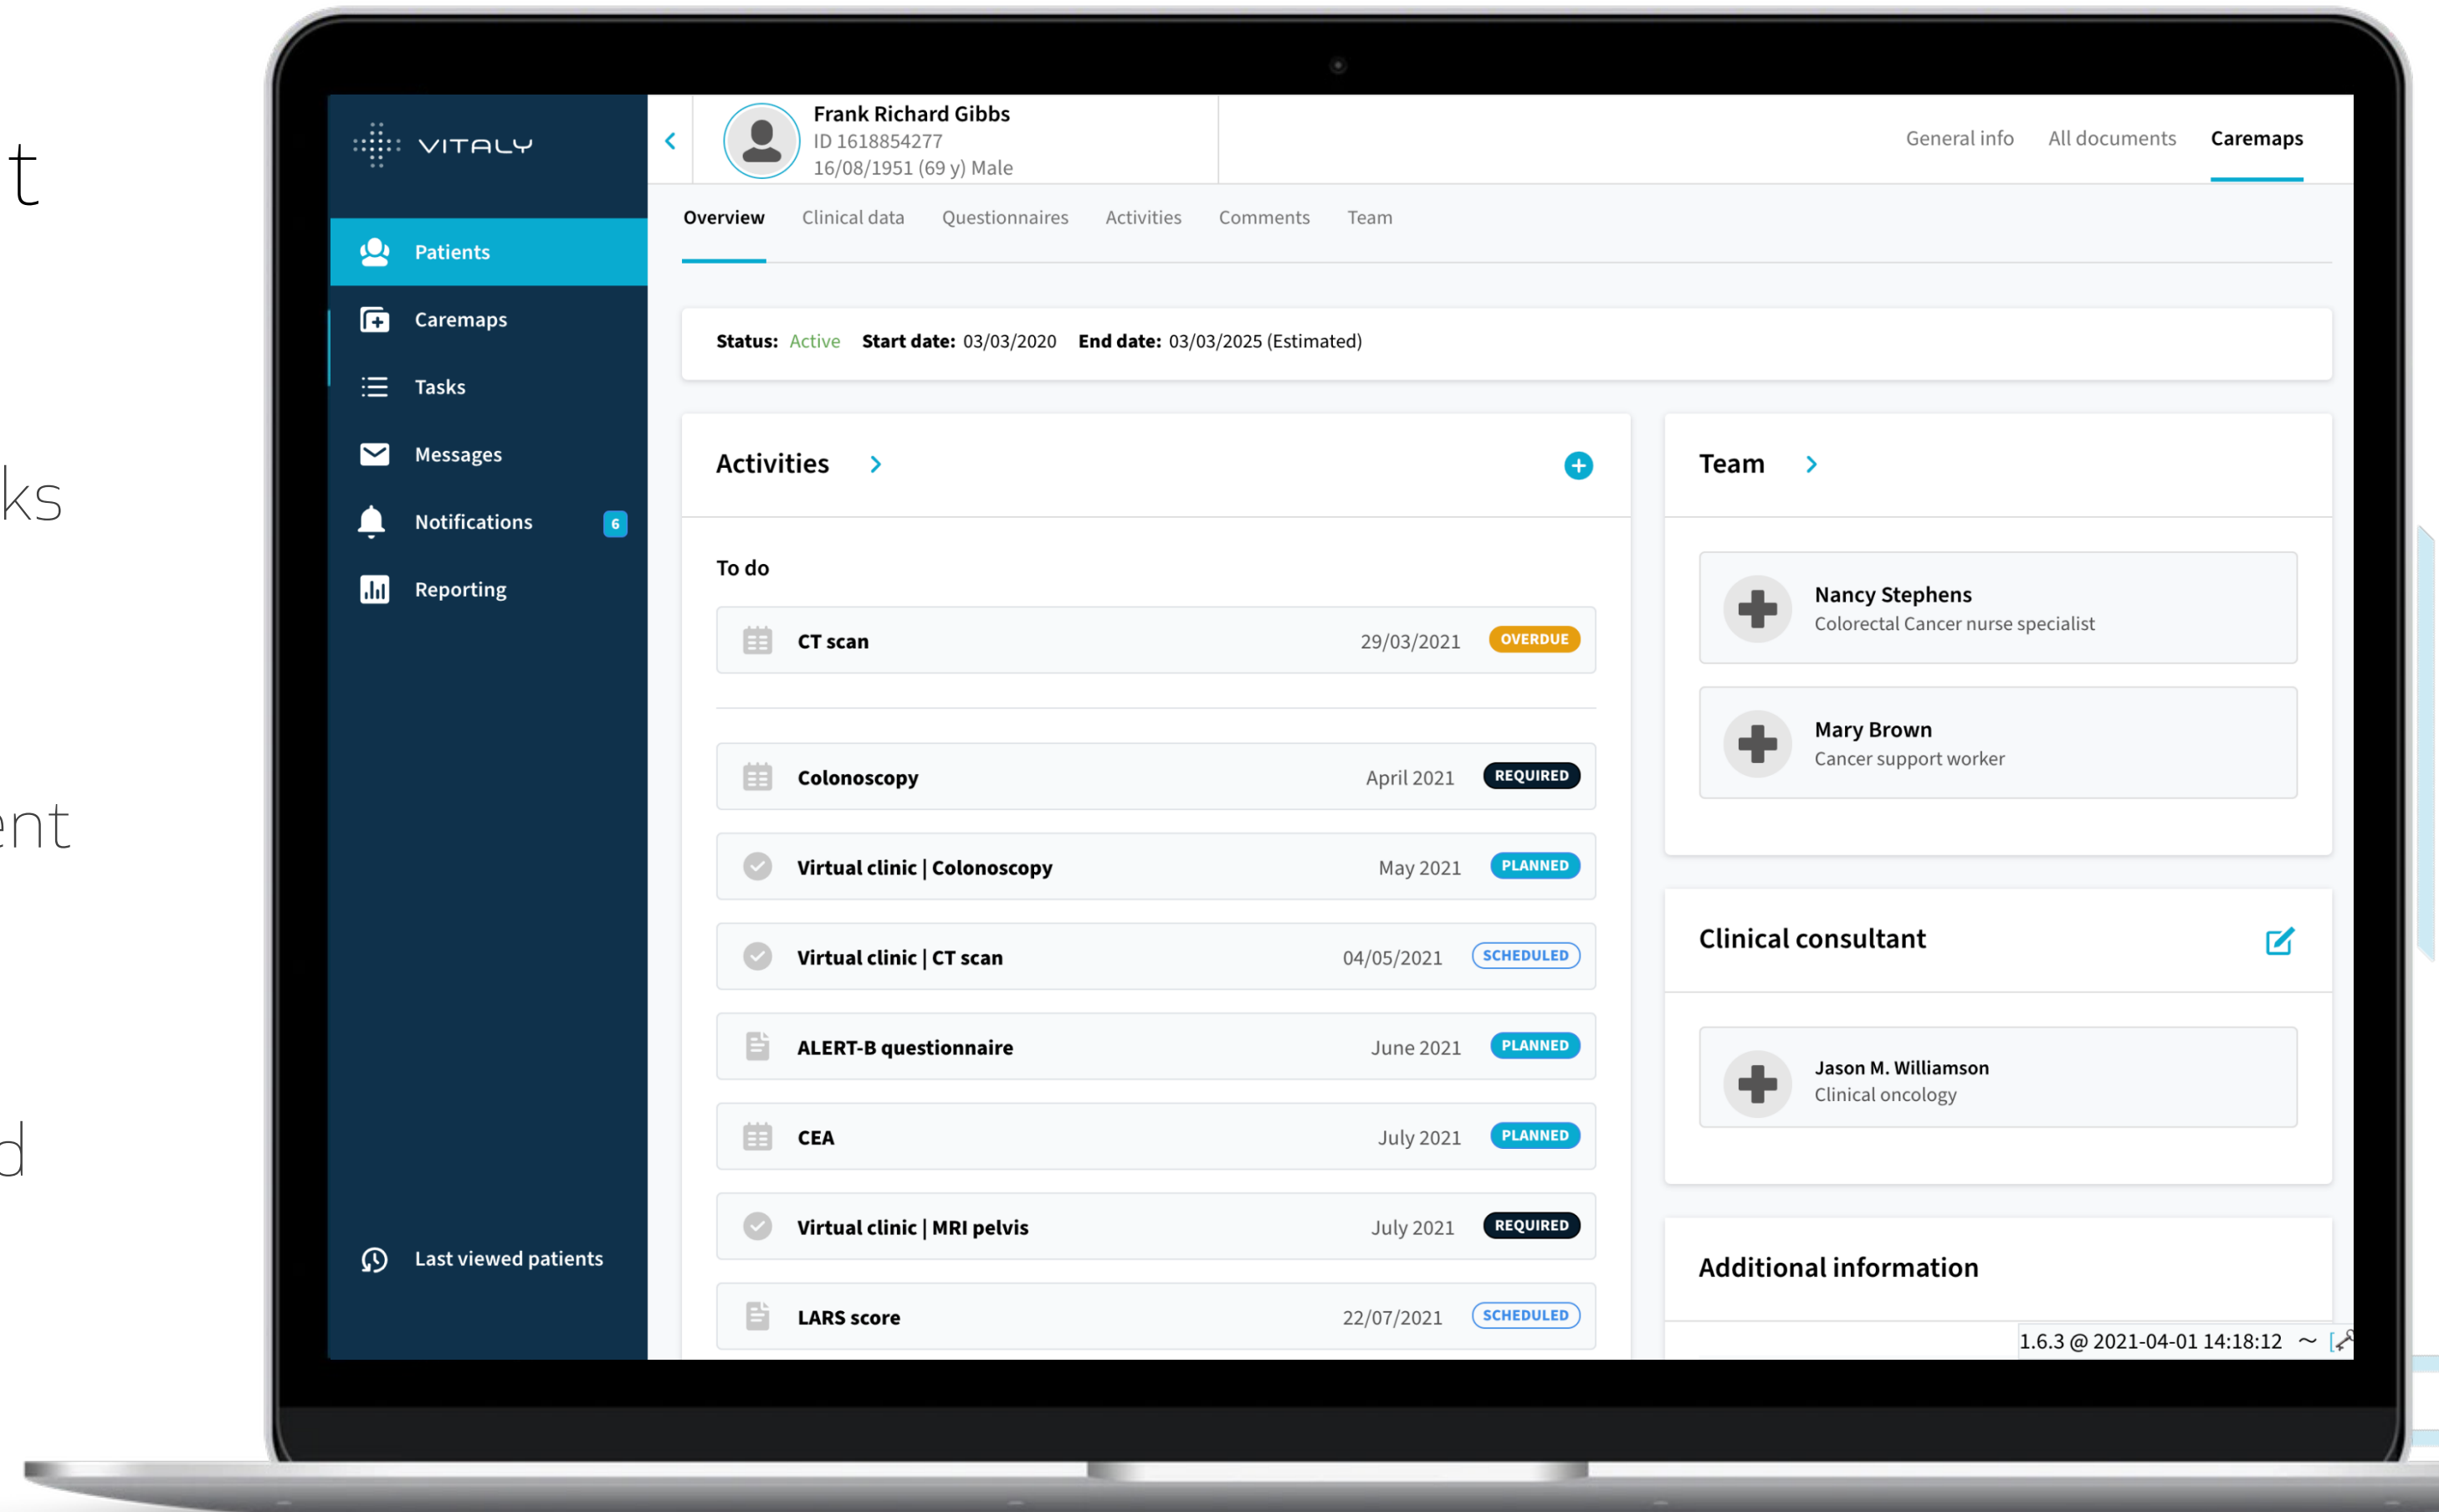 t
ks
ent
d
VITALY
Patients
Caremaps
Tasks
Messages
Notifications 6
Reporting
Last viewed patients
Frank Richard Gibbs
ID 1618854277
16/08/1951 (69 y) Male
General info All documents Caremaps
Overview Clinical data Questionnaires Activities Comments Team
Status: Active Start date: 03/03/2020 End date: 03/03/2025 (Estimated)
Activities
To do
CT scan 29/03/2021 OVERDUE
Colonoscopy April 2021 REQUIRED
Virtual clinic | Colonoscopy May 2021 PLANNED
Virtual clinic | CT scan 04/05/2021 SCHEDULED
ALERT-B questionnaire June 2021 PLANNED
CEA July 2021 PLANNED
Virtual clinic | MRI pelvis July 2021 REQUIRED
LARS score 22/07/2021 SCHEDULED
Team
Nancy Stephens
Colorectal Cancer nurse specialist
Mary Brown
Cancer support worker
Clinical consultant
Jason M. Williamson
Clinical oncology
Additional information
1.6.3 @ 2021-04-01 14:18:12 ~ [